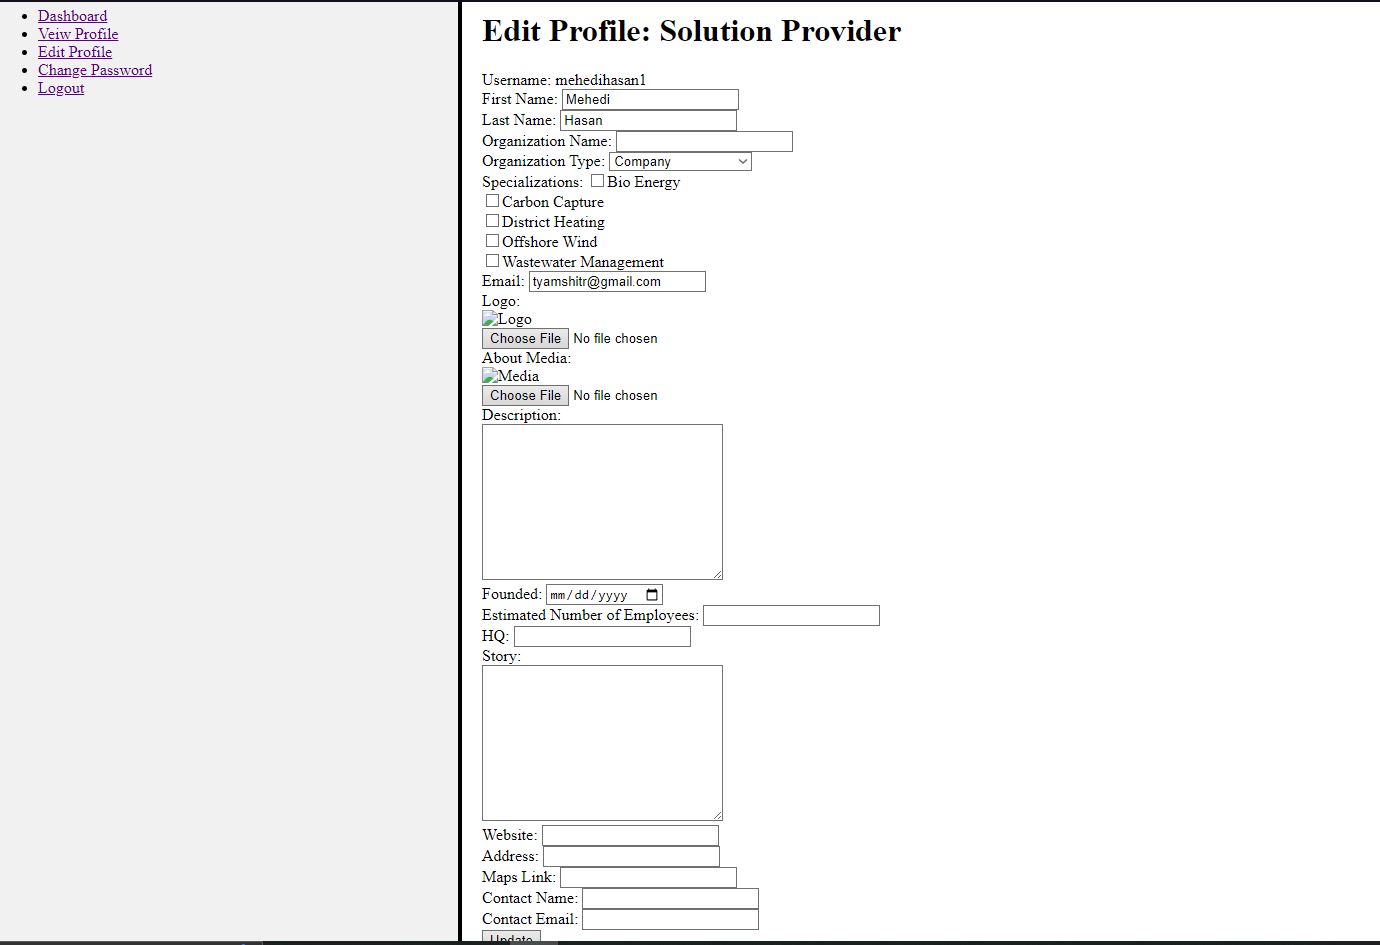 Dashboard
Veiw Profile
Edit Profile
Change Password
Logout
Edit Profile: Solution Provider
Username: mehedihasan1
First Name: Mehedi
Last Name: Hasan
Organization Name:
Organization Type: Company
Specializations: Bio Energy
Carbon Capture
District Heating
Offshore Wind
Wastewater Management
Email: tyamshitr@gmail.com
Logo:
Logo
Choose File No file chosen
About Media:
Media
Choose File No file chosen
Description:
Founded: mm/dd/yyyy
Estimated Number of Employees:
HQ:
Story:
Website:
Address:
Maps Link:
Contact Name:
Contact Email:
Update